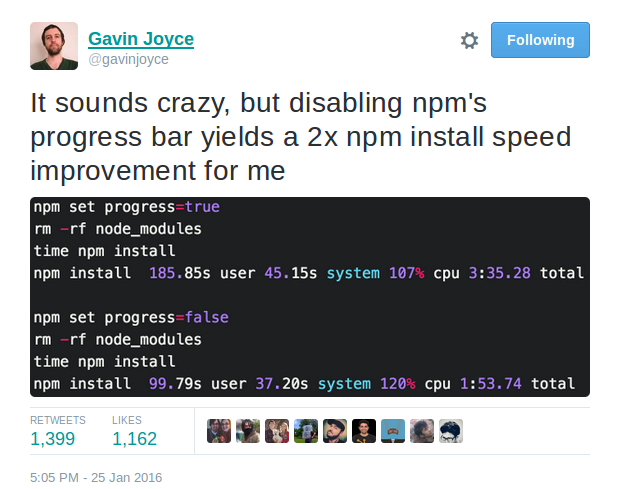 Gavin Joyce
@gavinjoyce
Following
It sounds crazy, but disabling npm's
progress bar yields a 2x npm install speed
improvement for me
npm set progress=true
rm -rf node_modules
time npm install
npm install  185.85s user 45.15s system 107% cpu 3:35.28 total
npm set progress=false
rm -rf node_modules
time npm install
npm install  99.79s user 37.20s system 120% cpu 1:53.74 total
RETWEETS LIKES
1,399 1,162
5:05 PM - 25 Jan 2016